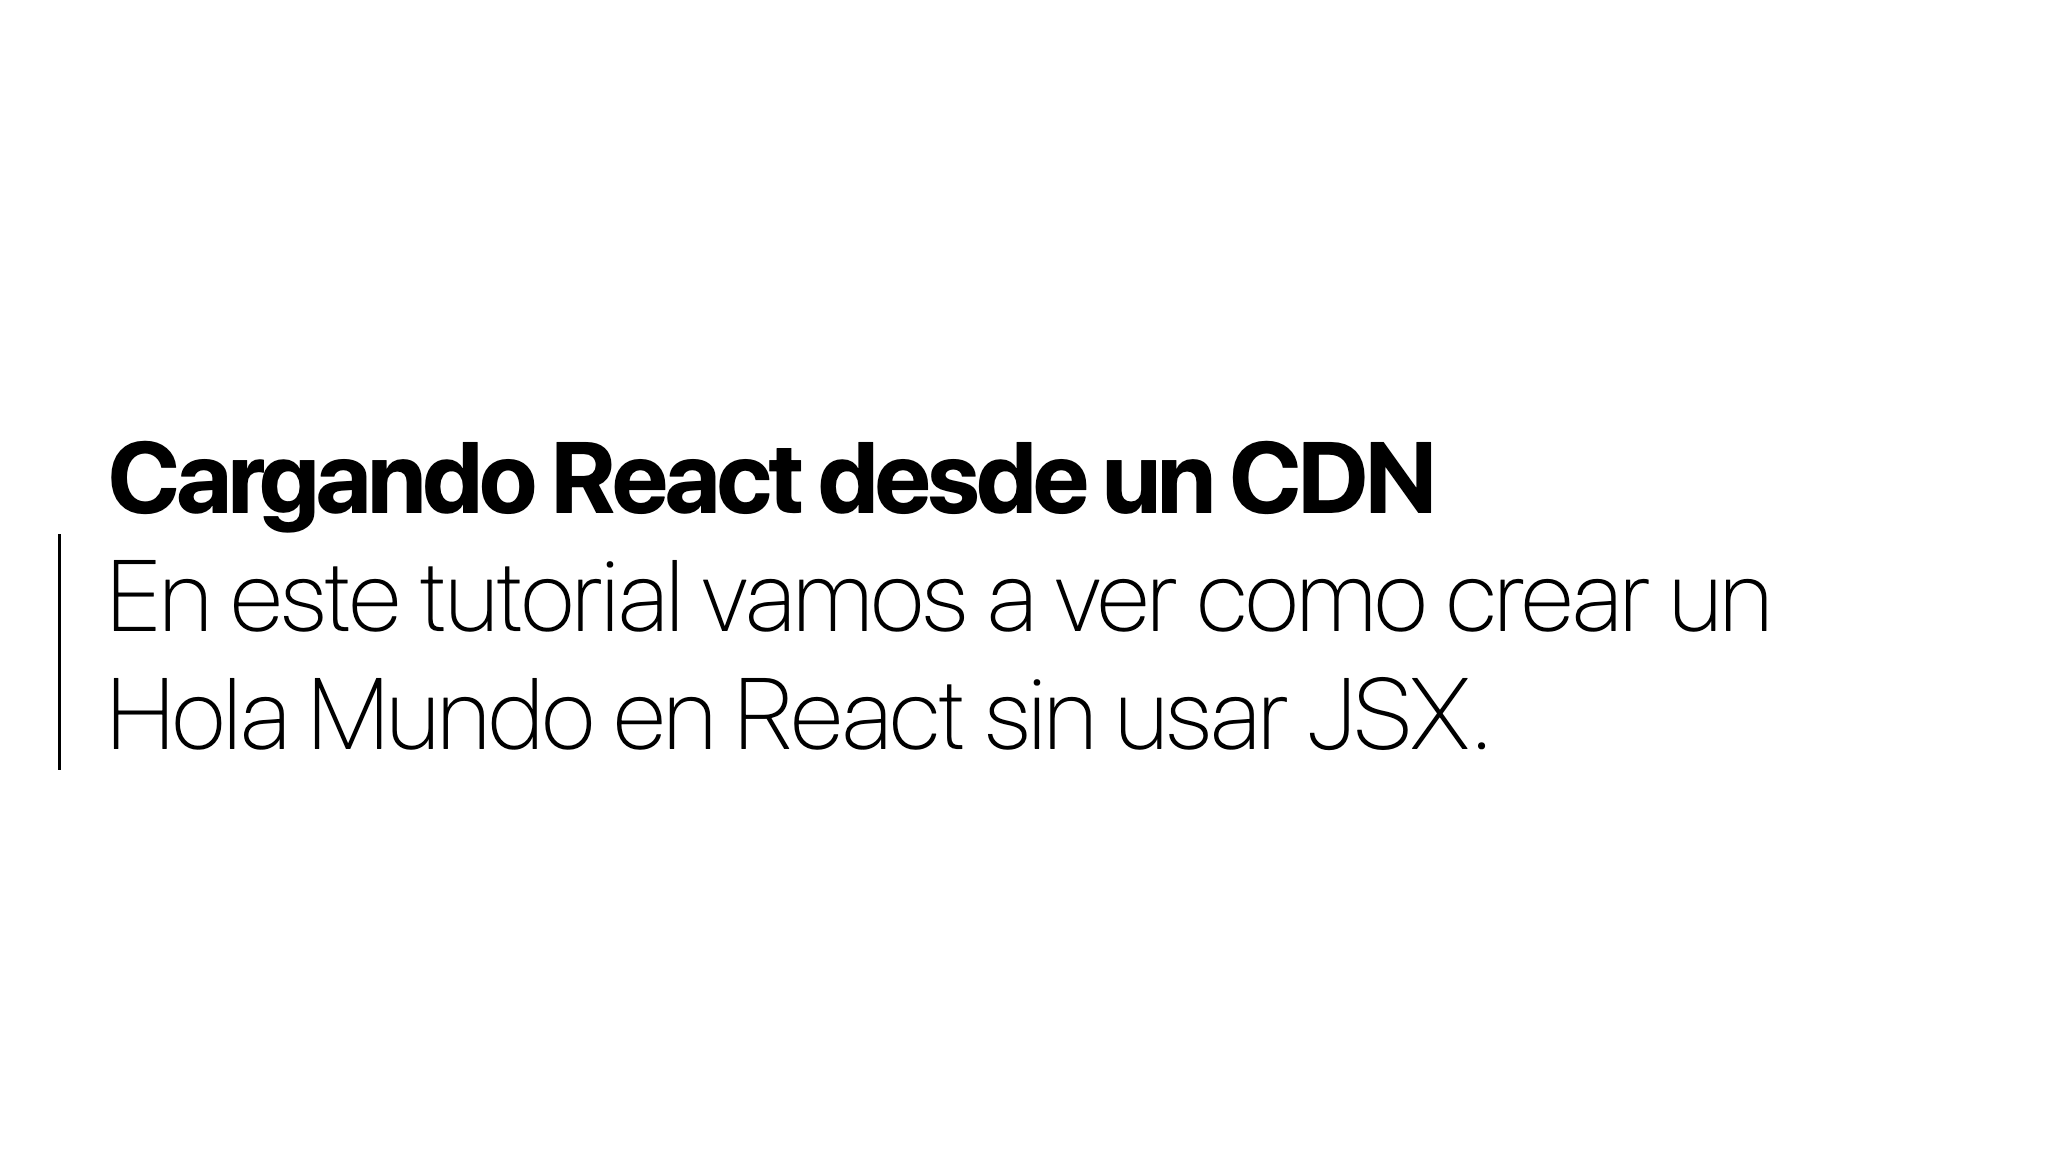 Cargando React desde un CDN
En este tutorial vamos a ver como crear un
Hola Mundo en React sin usar JSX.